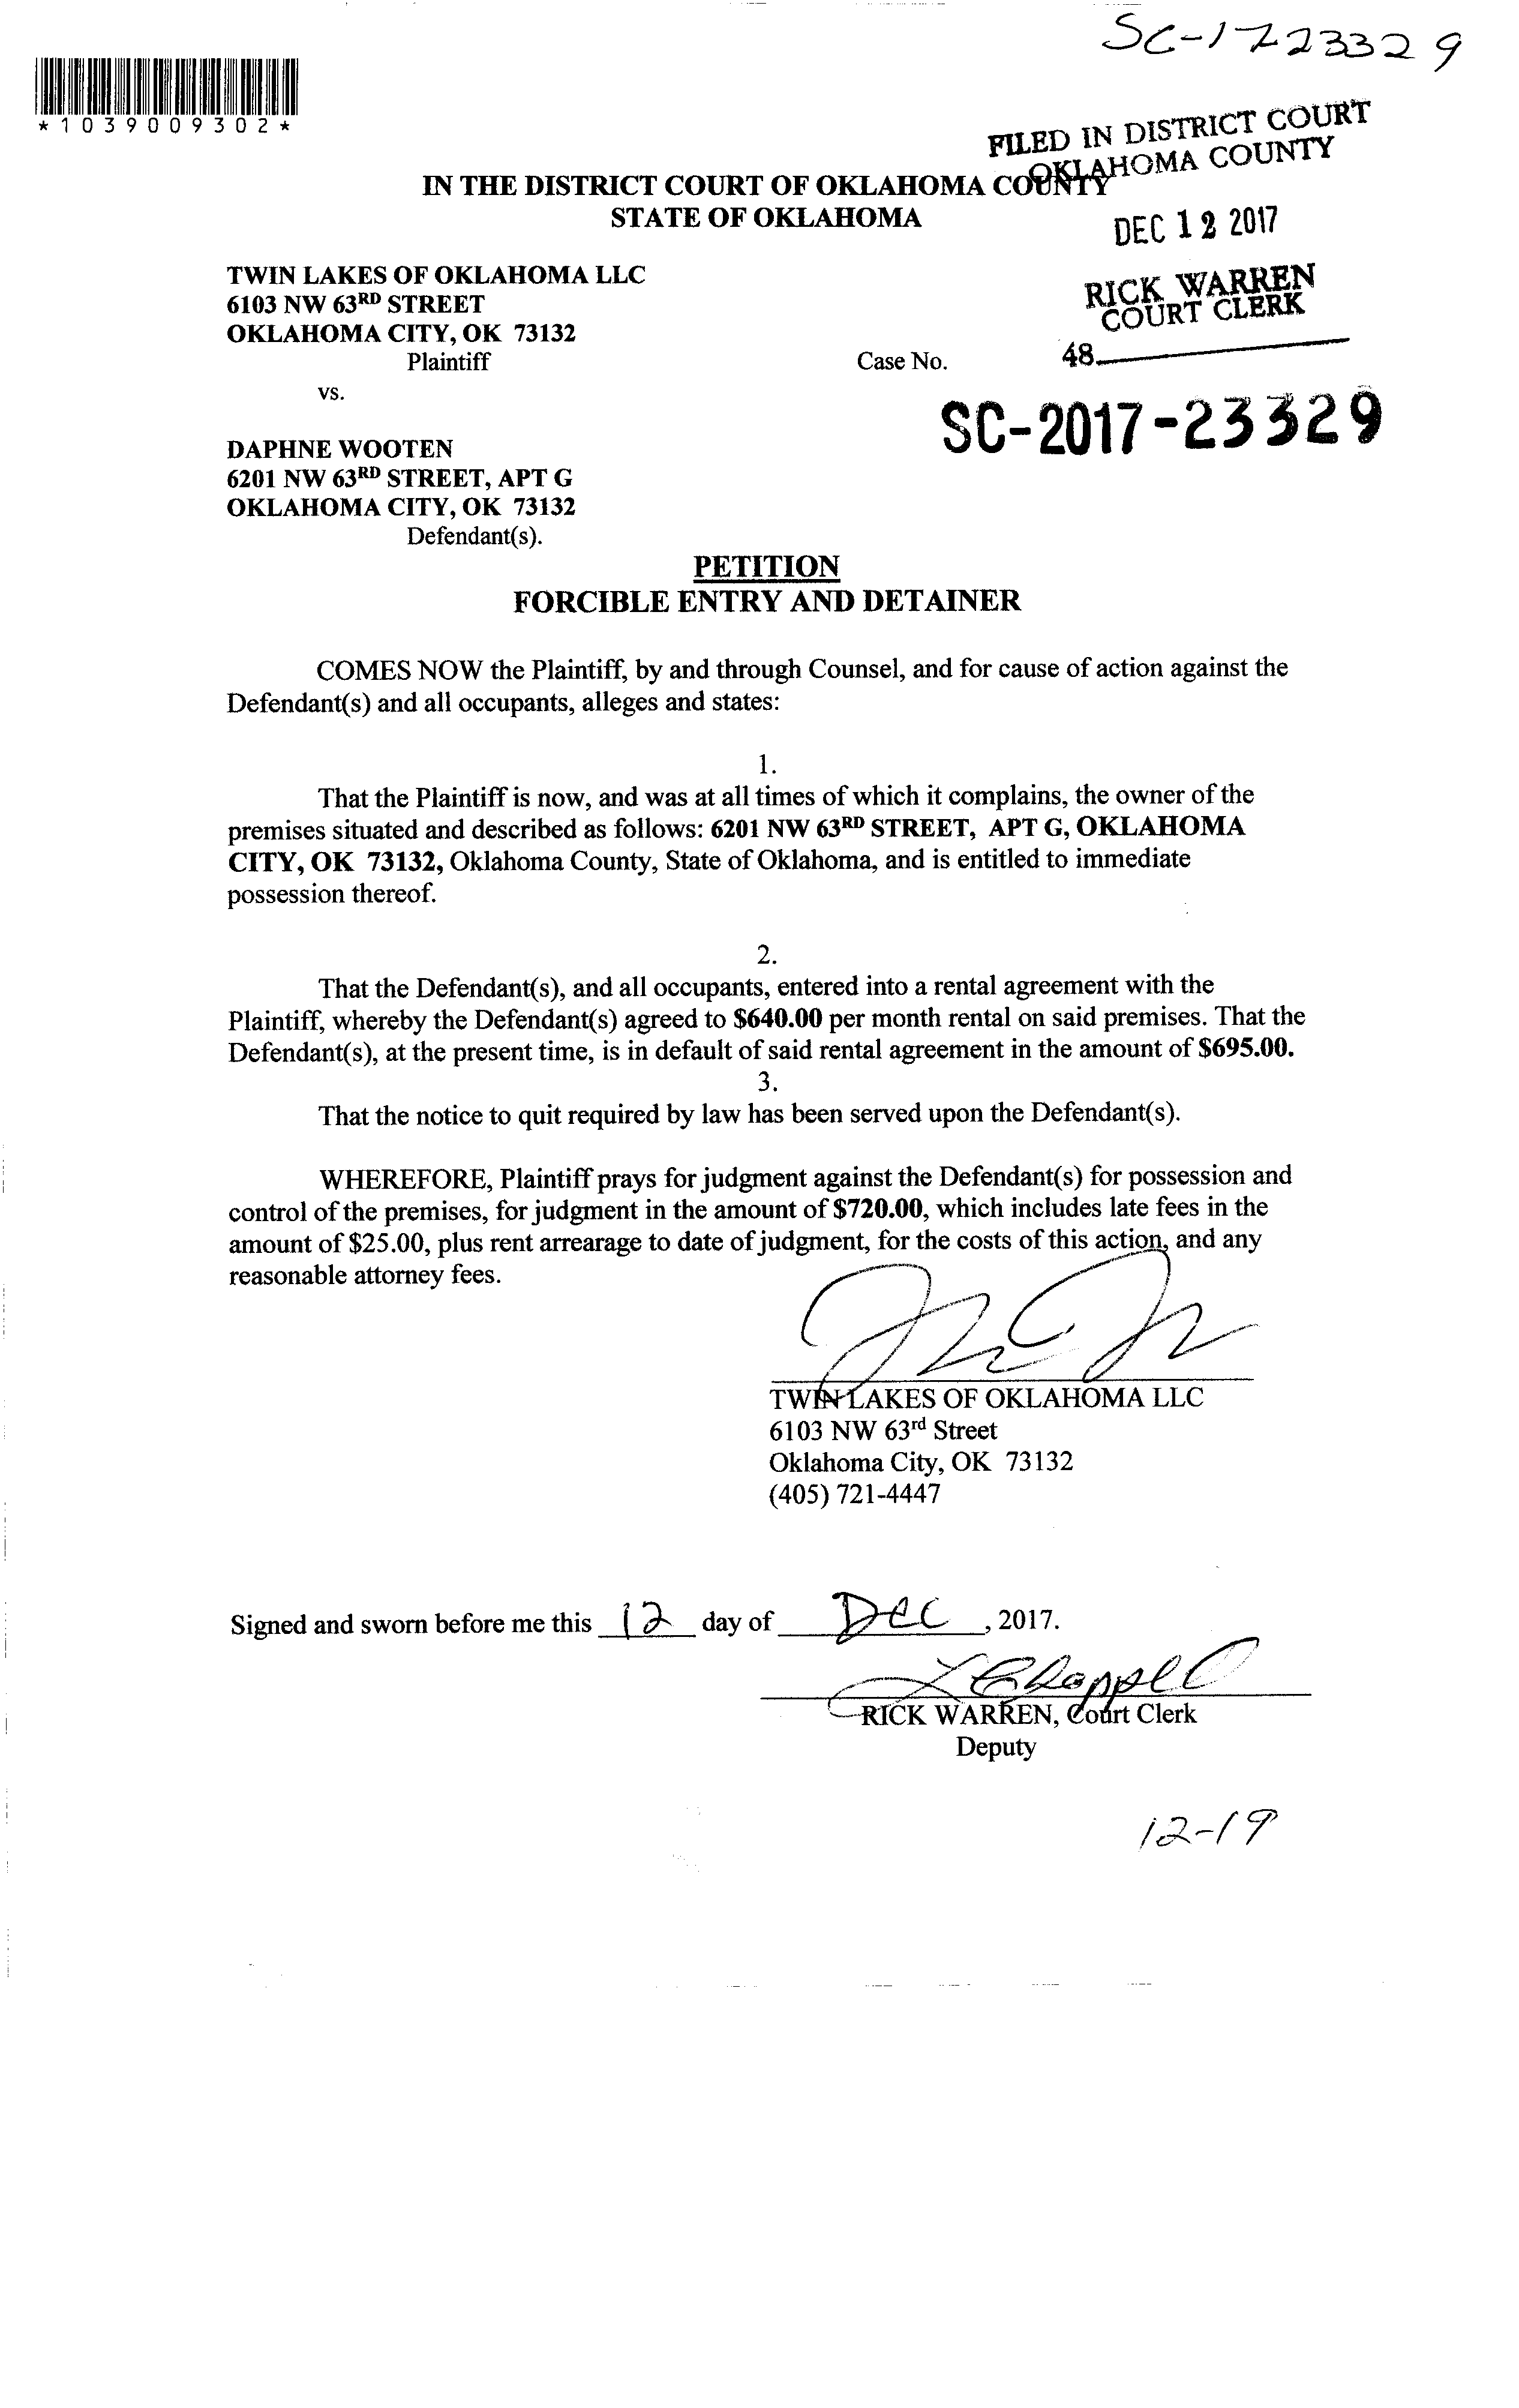 SC-1723329
*1039009302*
FILED IN DISTRICT COURT
OKLAHOMA COUNTY
IN THE DISTRICT COURT OF OKLAHOMA COUNTY
STATE OF OKLAHOMA
DEC 12 2017
TWIN LAKES OF OKLAHOMA LLC
6103 NW 63RD STREET
OKLAHOMA CITY, OK 73132
Plaintiff
RICK WARREN
COURT CLERK
Case No.
48
vs.
SC-2017-23329
DAPHNE WOOTEN
6201 NW 63RD STREET, APT G
OKLAHOMA CITY, OK 73132
Defendant(s).
PETITION
FORCIBLE ENTRY AND DETAINER
COMES NOW the Plaintiff, by and through Counsel, and for cause of action against the
Defendant(s) and all occupants, alleges and states:
1.
That the Plaintiff is now, and was at all times of which it complains, the owner of the
premises situated and described as follows: 6201 NW 63RD STREET, APT G, OKLAHOMA
CITY, OK 73132, Oklahoma County, State of Oklahoma, and is entitled to immediate
possession thereof.
2.
That the Defendant(s), and all occupants, entered into a rental agreement with the
Plaintiff, whereby the Defendant(s) agreed to $640.00 per month rental on said premises. That the
Defendant(s), at the present time, is in default of said rental agreement in the amount of $695.00.
3.
That the notice to quit required by law has been served upon the Defendant(s).
WHEREFORE, Plaintiff prays for judgment against the Defendant(s) for possession and
control of the premises, for judgment in the amount of $720.00, which includes late fees in the
amount of $25.00, plus rent arrearage to date of judgment, for the costs of this action, and any
reasonable attorney fees.
TWIN LAKES OF OKLAHOMA LLC
6103 NW 63rd Street
Oklahoma City, OK 73132
(405) 721-4447
Signed and sworn before me this 12 day of Dec, 2017.
RICK WARREN, Court Clerk
Deputy
12-19